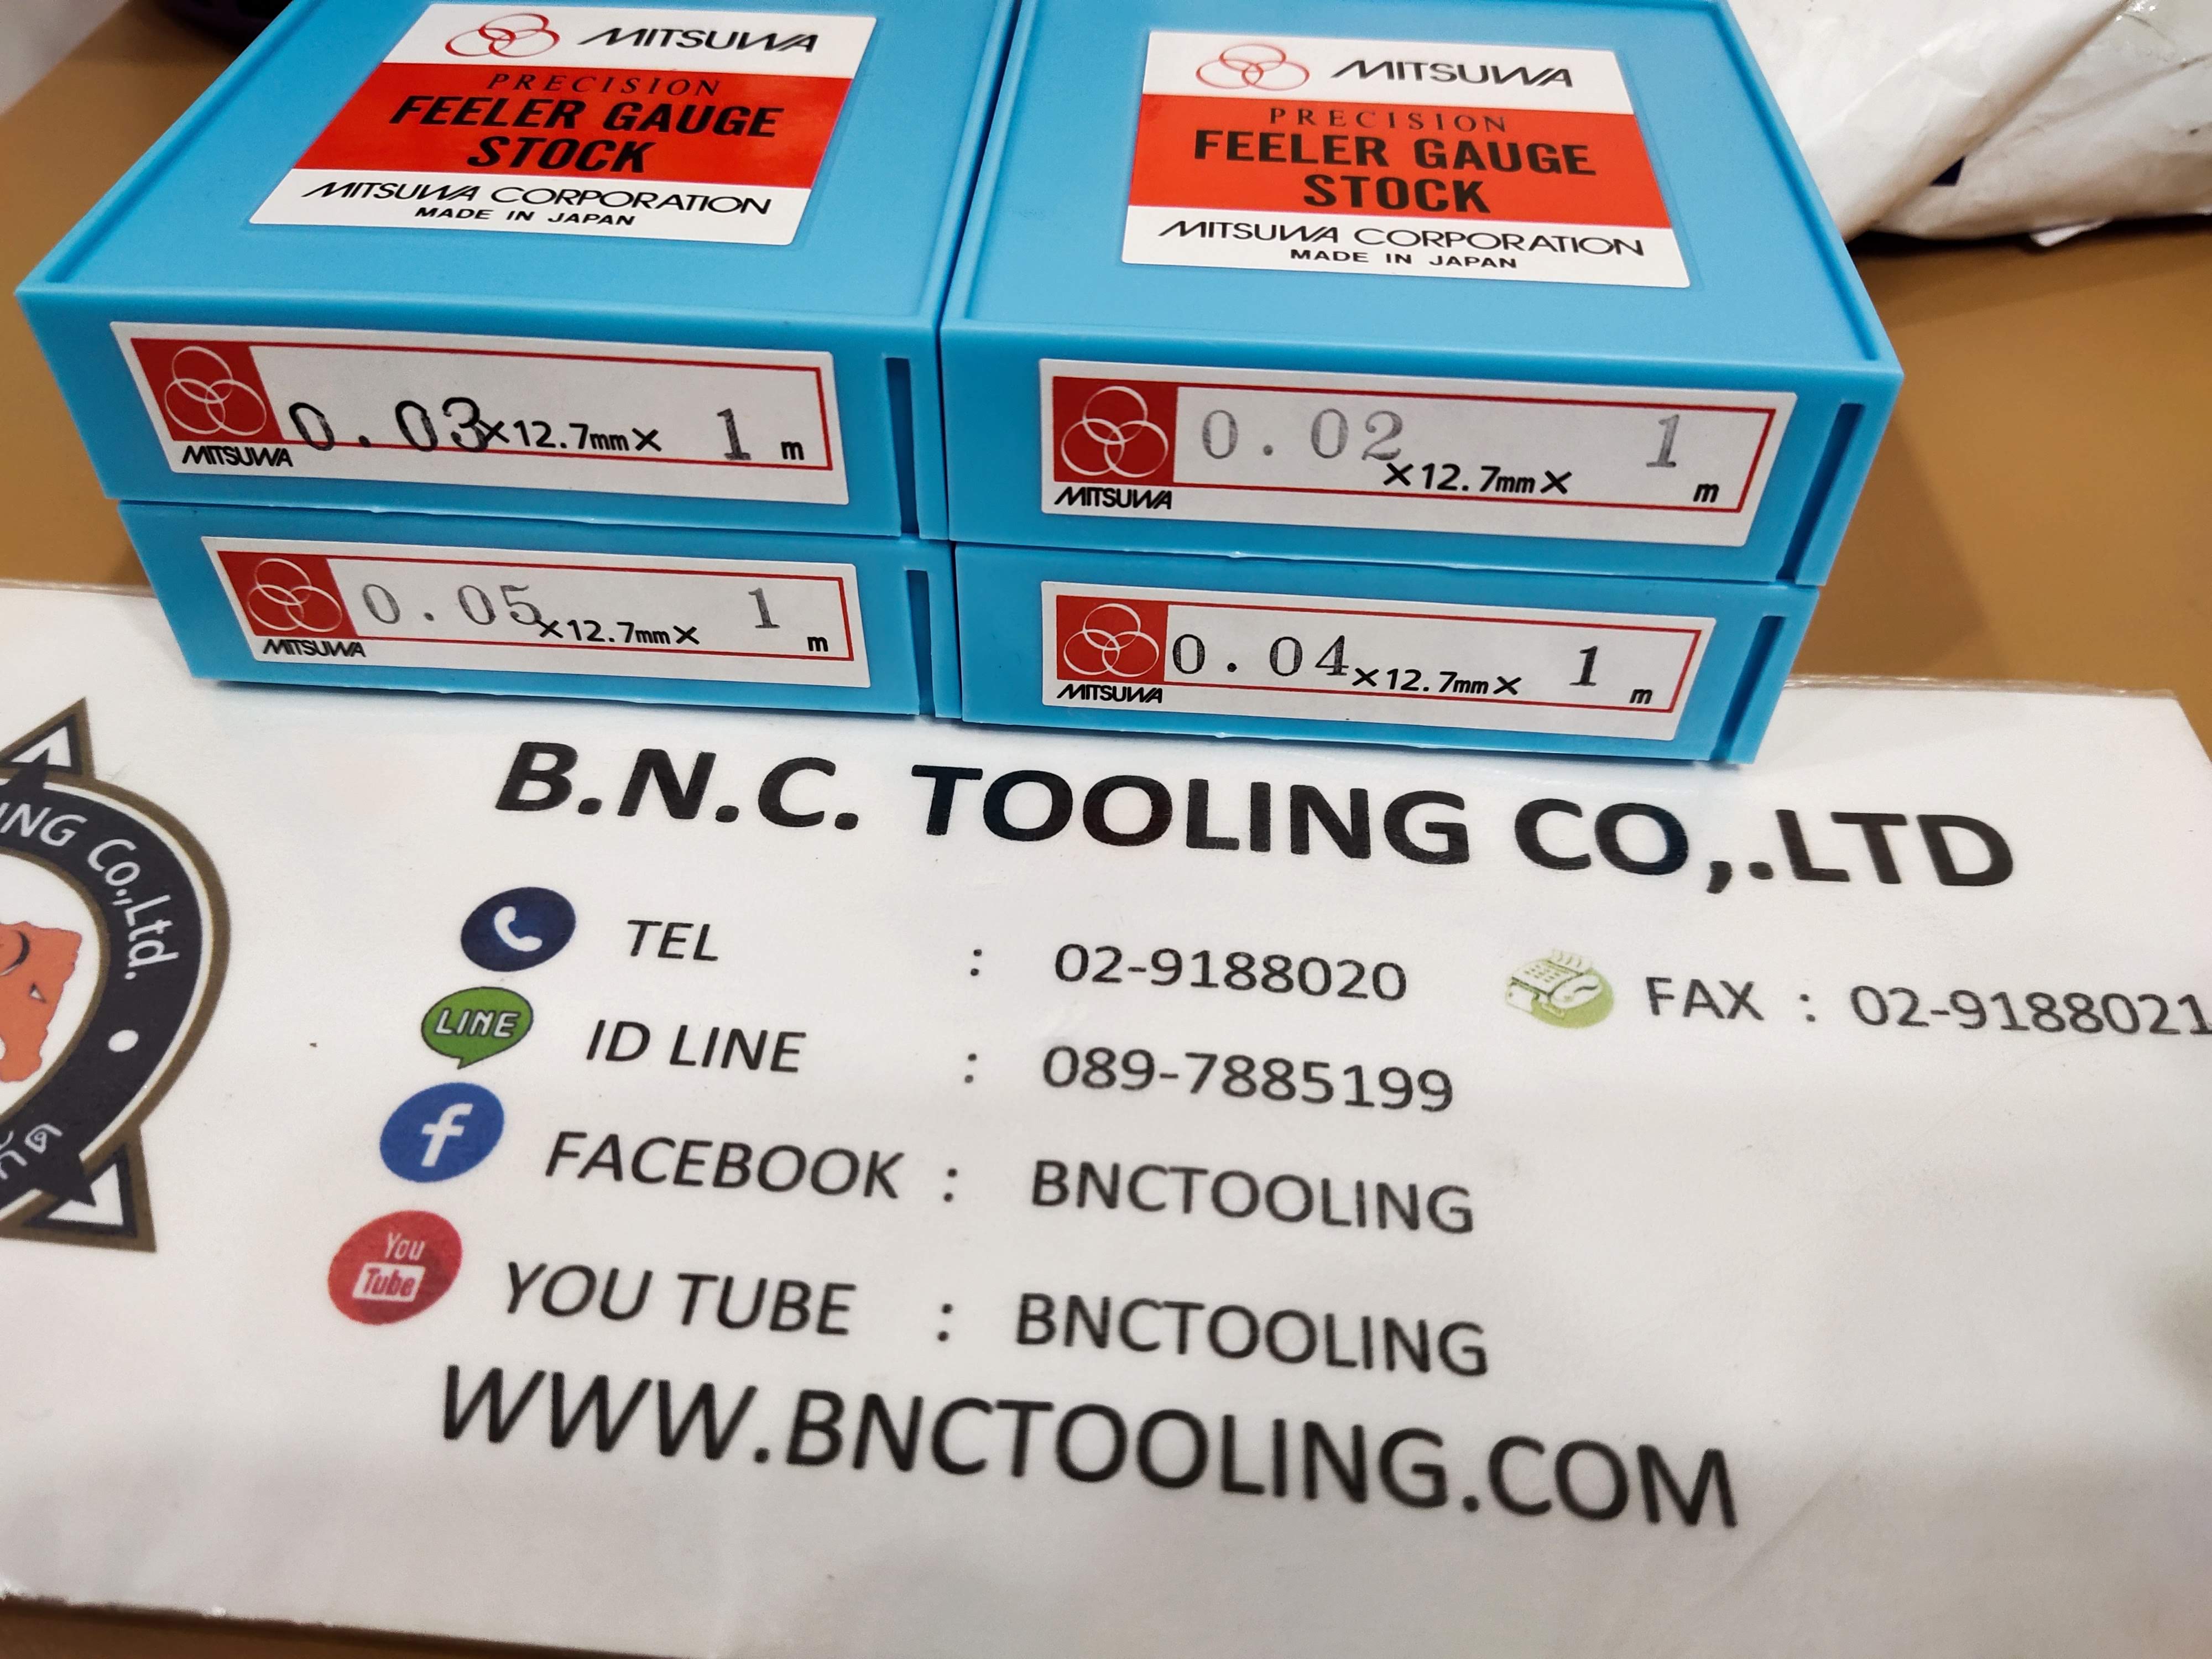 MITSUWA
PRECISION
FEELER GAUGE
STOCK
MITSUWA CORPORATION
MADE IN JAPAN
MITSUWA
PRECISION
FEELER GAUGE
STOCK
MITSUWA CORPORATION
MADE IN JAPAN
MITSUWA 0.03×12.7mm× 1 m
MITSUWA 0.02 ×12.7mm× 1 m
MITSUWA 0.05×12.7mm× 1 m
MITSUWA 0.04×12.7mm× 1 m
B.N.C. TOOLING CO,.LTD
Co.,Ltd.
TEL : 02-9188020 FAX : 02-9188021
LINE ID LINE : 089-7885199
f FACEBOOK : BNCTOOLING
You Tube YOU TUBE : BNCTOOLING
WWW.BNCTOOLING.COM